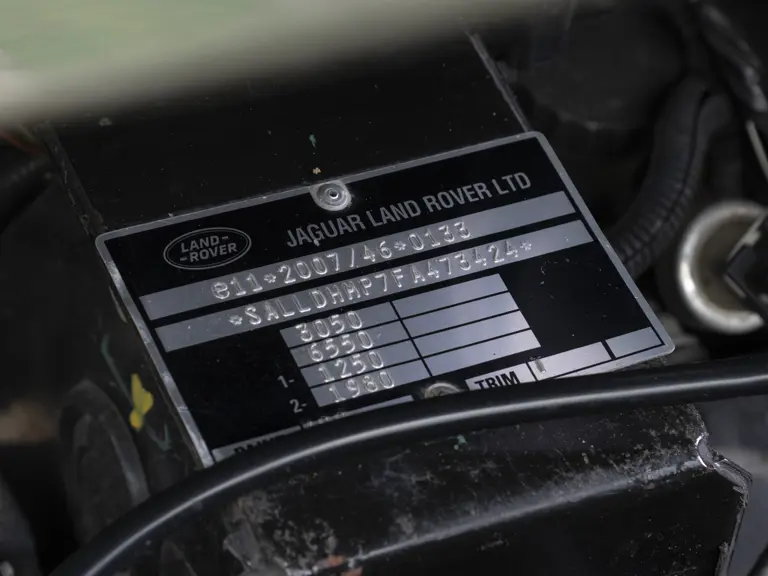 LAND-
ROVER
JAGUAR LAND ROVER LTD
e11*2007/46*0133
*SALLDHMP7FA473424*
3050
6550
1- 1250
2- 1980
TRIM